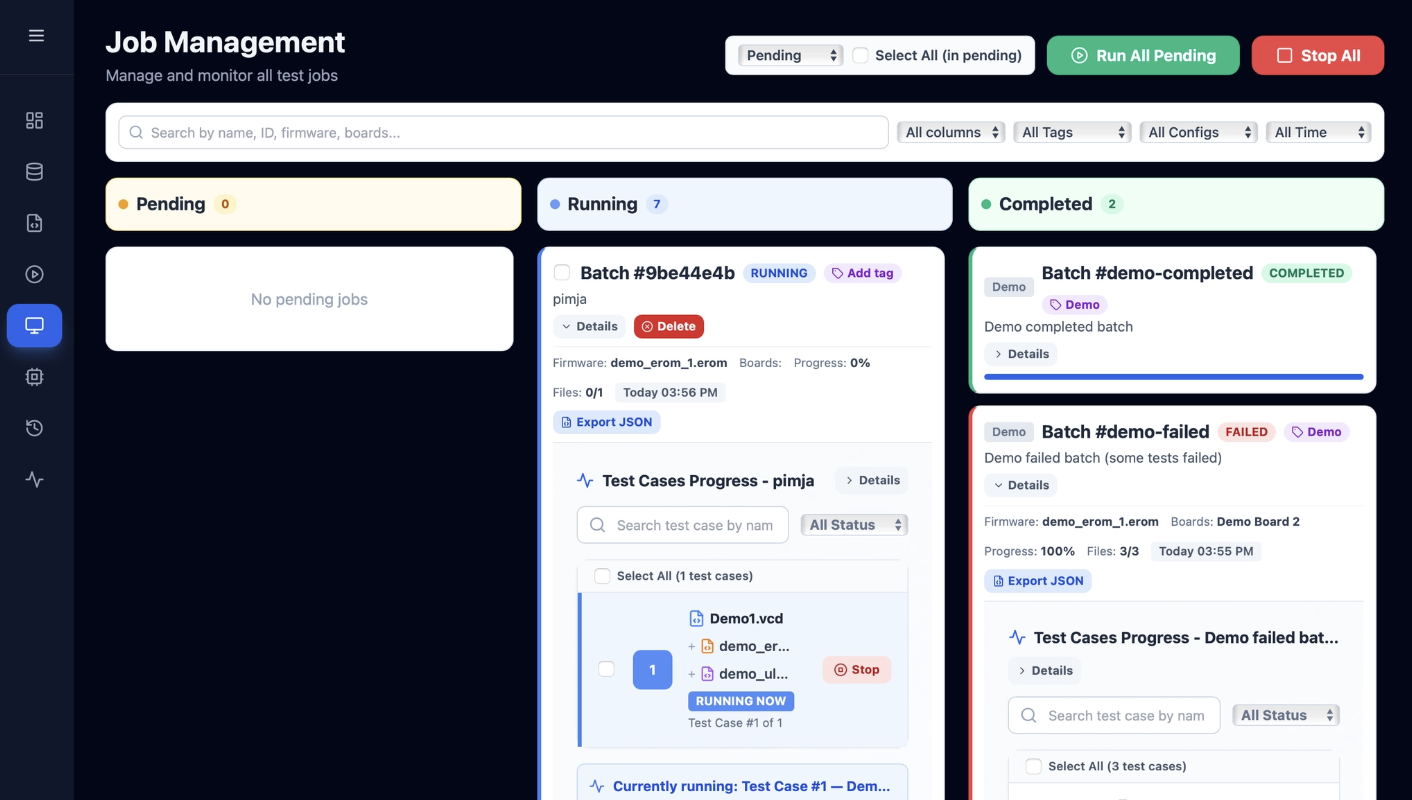 Job Management
Manage and monitor all test jobs
Pending
Select All (in pending)
Run All Pending
Stop All
Search by name, ID, firmware, boards...
All columns
All Tags
All Configs
All Time
Pending 0
No pending jobs
Running 7
Batch #9be44e4b RUNNING Add tag
pimja
Details Delete
Firmware: demo_erom_1.erom Boards: Progress: 0%
Files: 0/1 Today 03:56 PM
Export JSON
Test Cases Progress - pimja Details
Search test case by nam All Status
Select All (1 test cases)
Demo1.vcd
+ demo_er...
1 Stop
+ demo_ul...
RUNNING NOW
Test Case #1 of 1
Currently running: Test Case #1 — Dem...
Completed 2
Demo Batch #demo-completed COMPLETED
Demo
Demo completed batch
Details
Demo Batch #demo-failed FAILED Demo
Demo failed batch (some tests failed)
Details
Firmware: demo_erom_1.erom Boards: Demo Board 2
Progress: 100% Files: 3/3 Today 03:55 PM
Export JSON
Test Cases Progress - Demo failed bat...
Details
Search test case by nam All Status
Select All (3 test cases)